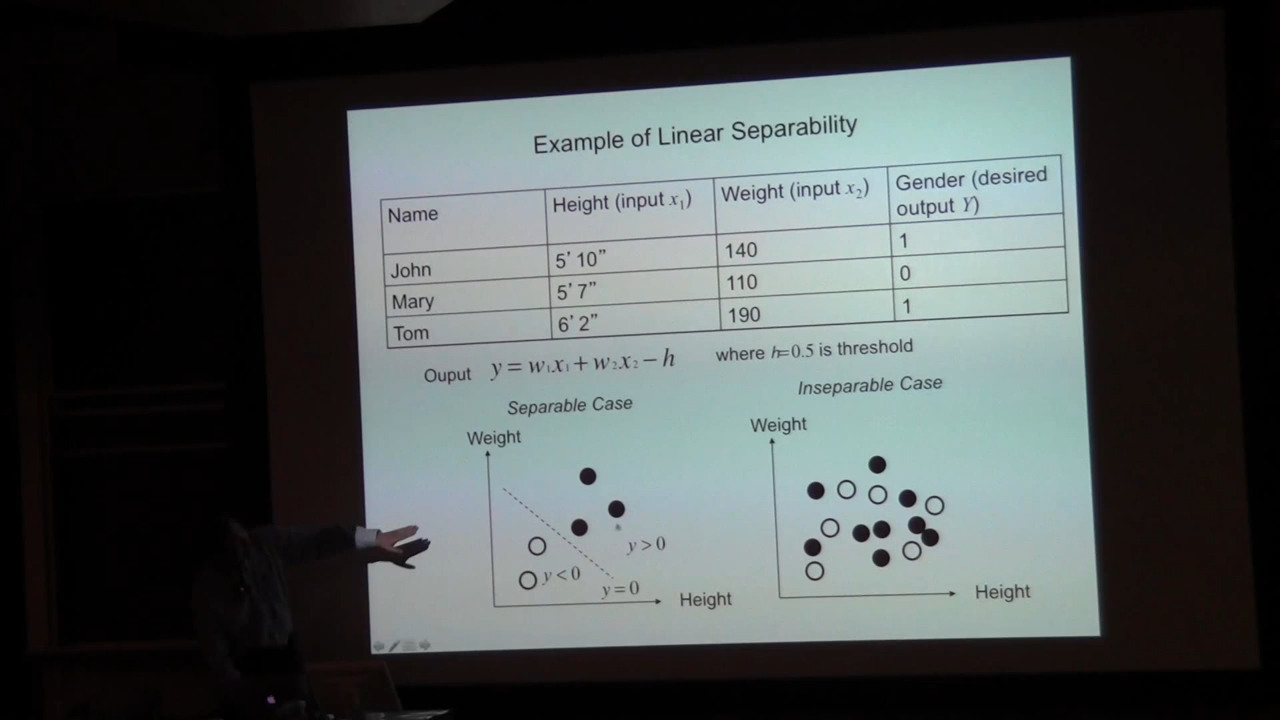 Example of Linear Separability
Name
Height (input x₁)
Weight (input x₂)
Gender (desired
output Y)
John
5’ 10”
140
1
Mary
5’ 7”
110
0
Tom
6’ 2”
190
1
Ouput y = w₁x₁ + w₂x₂ − h where h=0.5 is threshold
Separable Case
Inseparable Case
Weight
y > 0
y < 0
y = 0
Height
Weight
Height